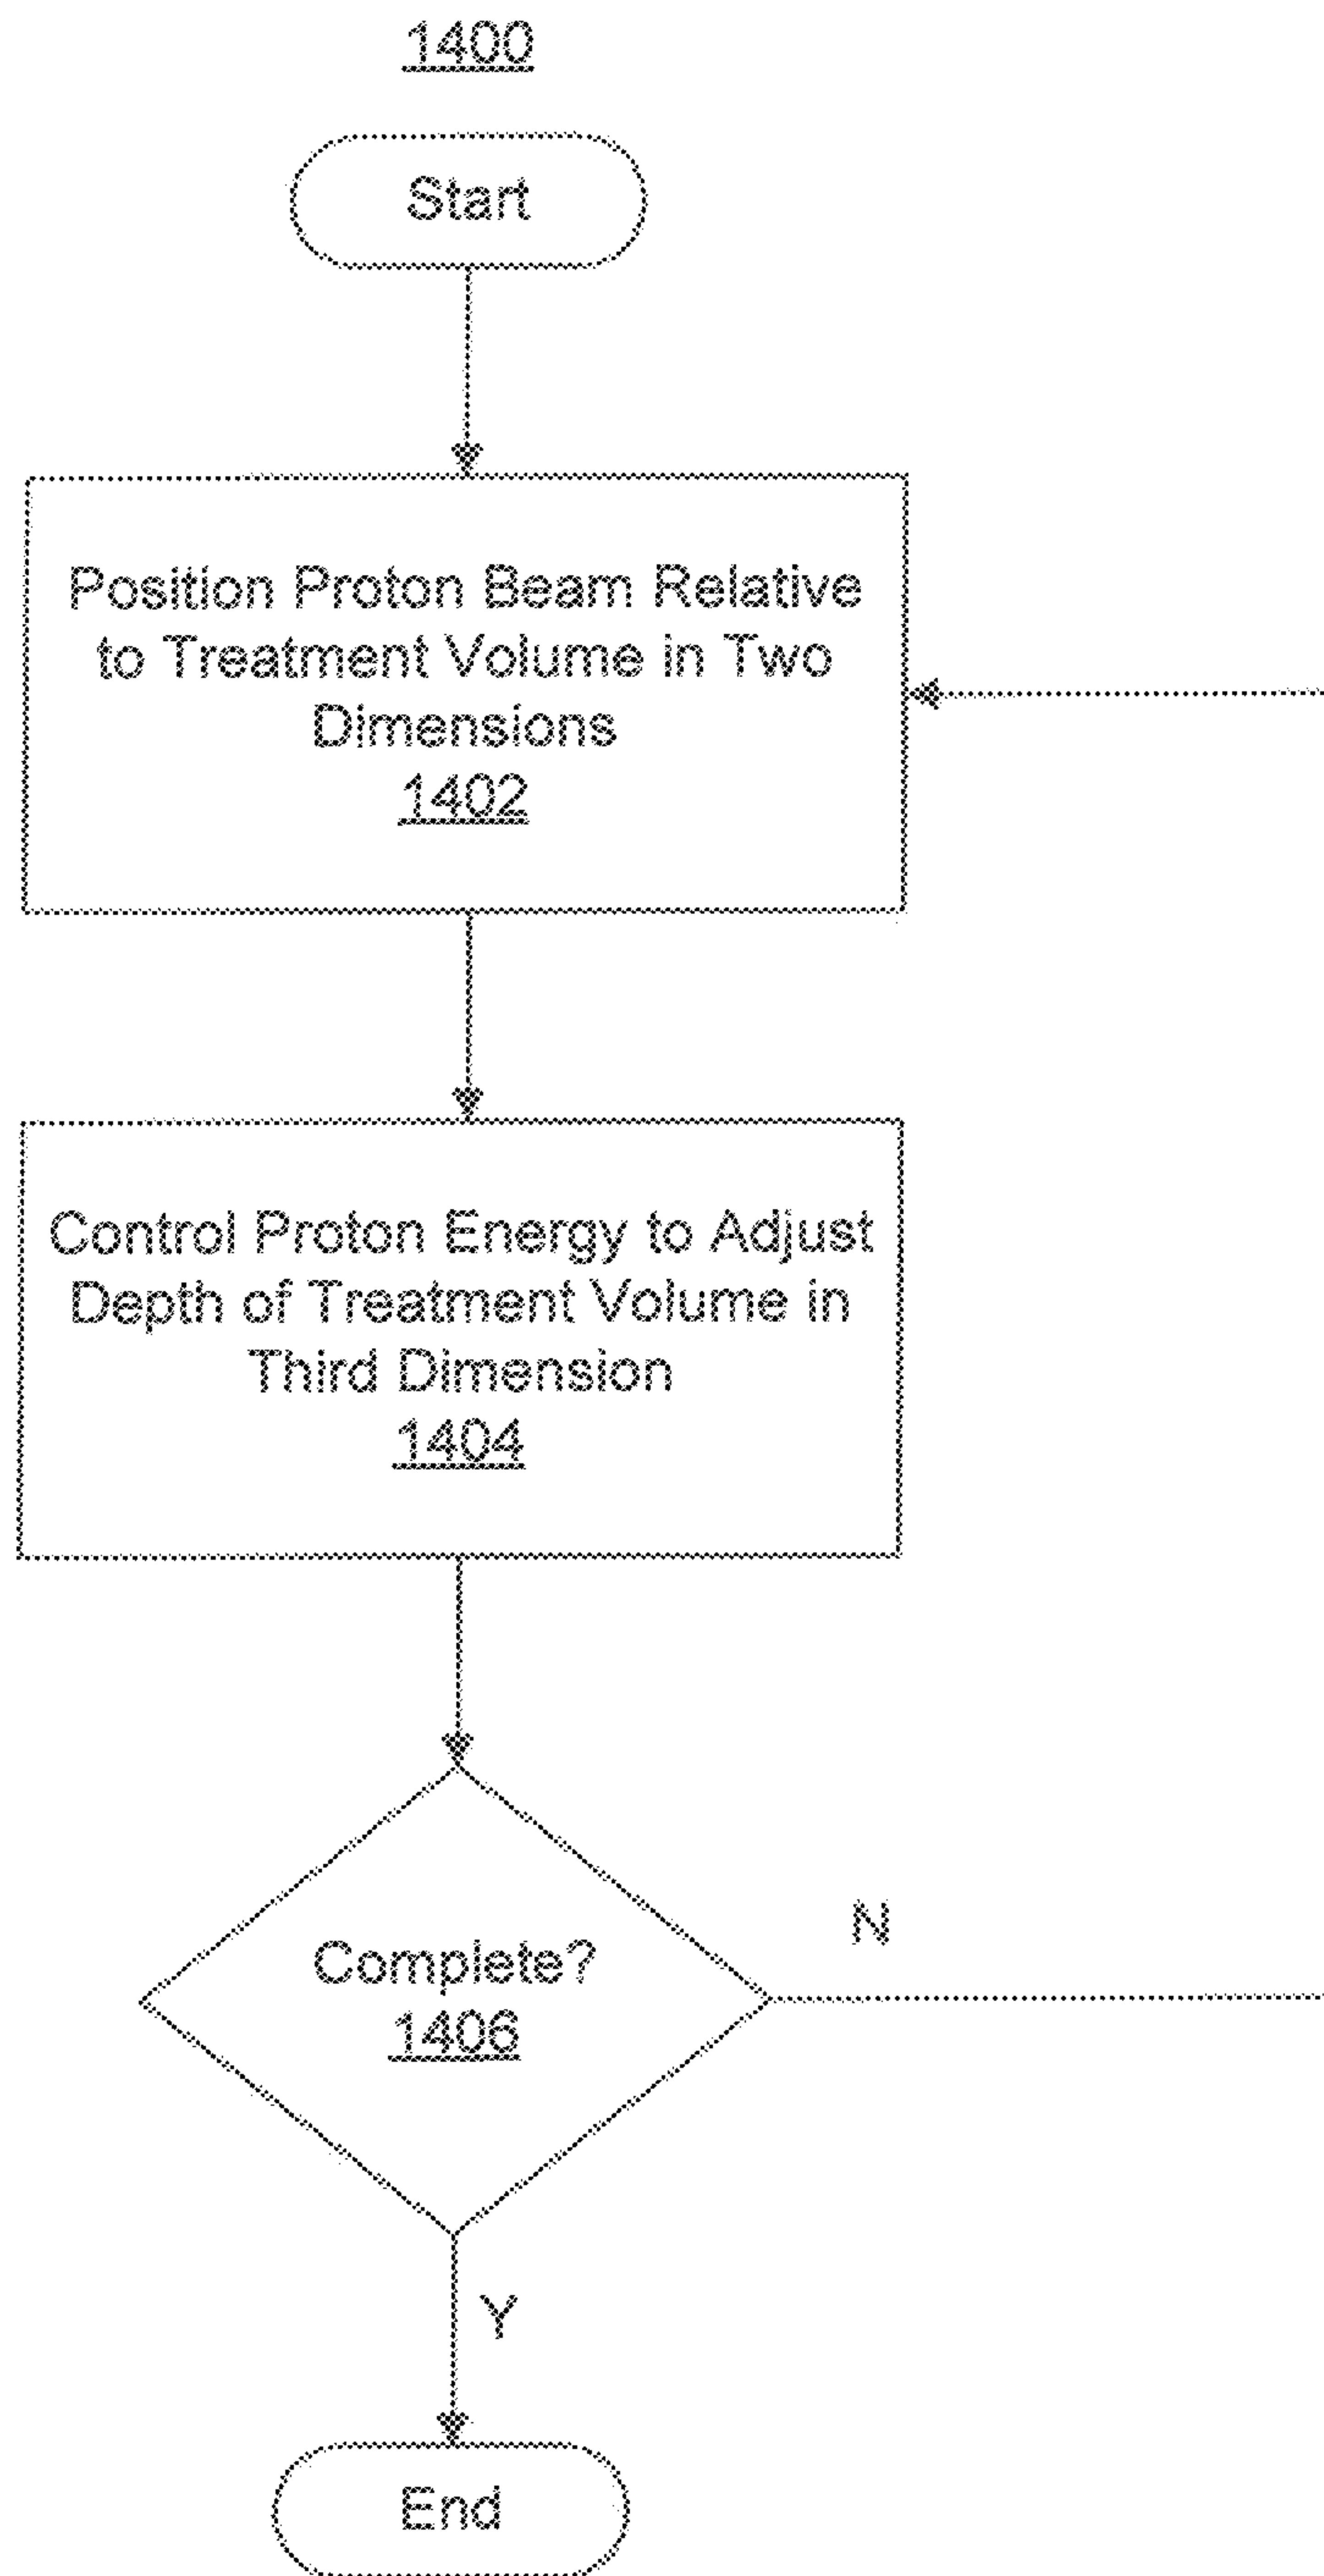 1400
Start
Position Proton Beam Relative
to Treatment Volume in Two
Dimensions
1402
Control Proton Energy to Adjust
Depth of Treatment Volume in
Third Dimension
1404
Complete?
1406
N
Y
End